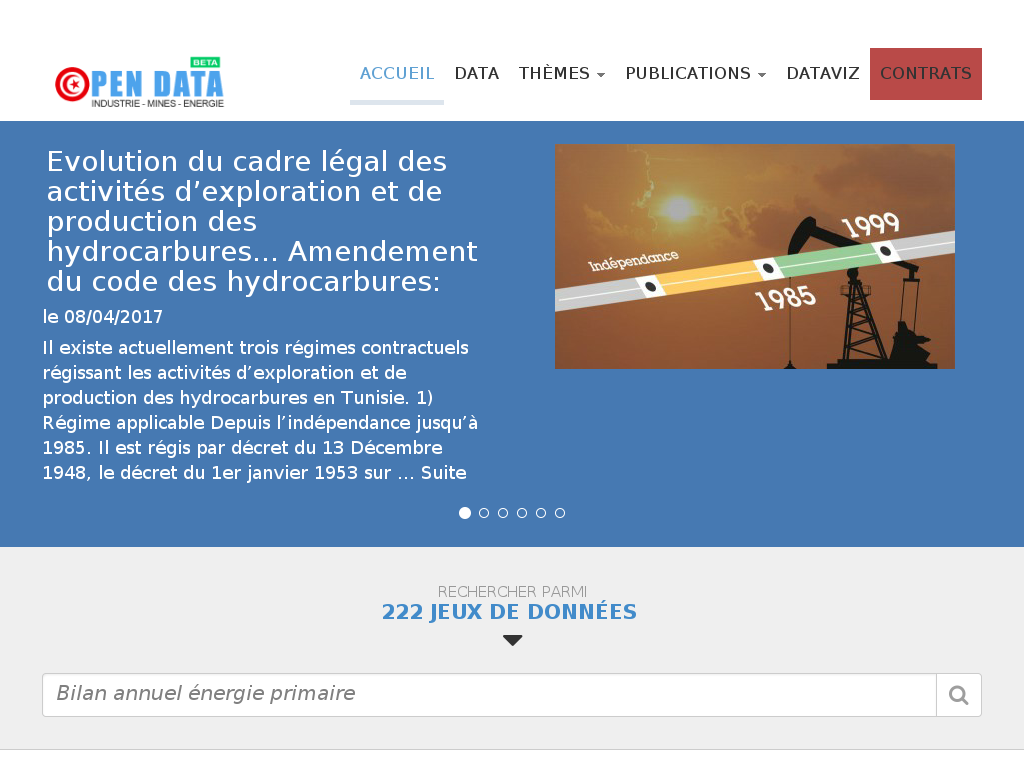 BETA
PEN DATA
INDUSTRIE - MINES - ENERGIE
ACCUEIL DATA THÈMES PUBLICATIONS DATAVIZ CONTRATS
Evolution du cadre légal des
activités d’exploration et de
production des
hydrocarbures... Amendement
du code des hydrocarbures:
le 08/04/2017
Il existe actuellement trois régimes contractuels
régissant les activités d’exploration et de
production des hydrocarbures en Tunisie. 1)
Régime applicable Depuis l’indépendance jusqu’à
1985. Il est régis par décret du 13 Décembre
1948, le décret du 1er janvier 1953 sur ... Suite
Indépendance
1985
1999
RECHERCHER PARMI
222 JEUX DE DONNÉES
Bilan annuel énergie primaire